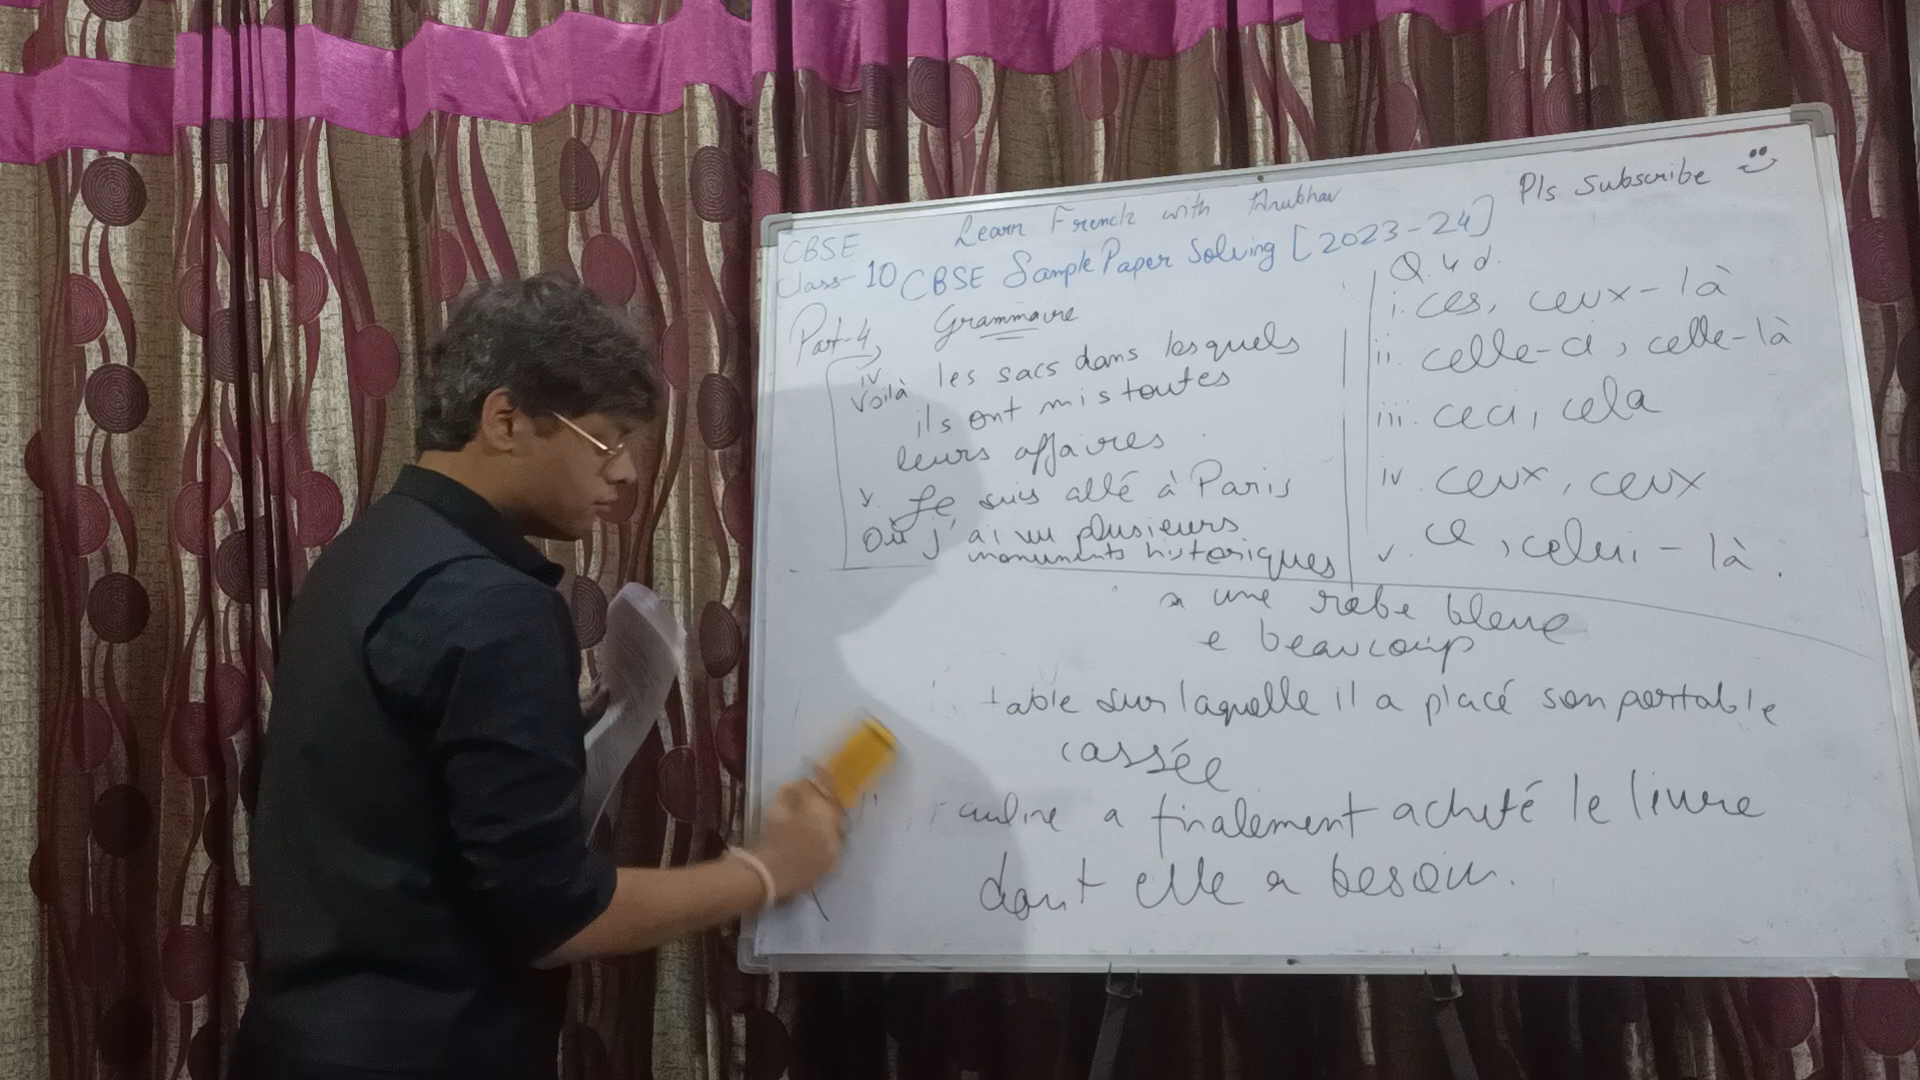 Learn French with Anubhav
Pls Subscribe
CBSE
Class-10
CBSE Sample Paper Solving [2023-24]
Part-4,
Grammaire
iv
Voilà les sacs dans lesquels
ils ont mis toutes
leurs affaires.
v. Je suis allé à Paris
Où j'ai vu plusieurs
monuments historiques
Q.4 d.
i. ces, ceux-là
ii. celle-ci, celle-là
iii. ceci, cela
iv. ceux, ceux
v. ce, celui-là.
une robe bleue
e beaucoup
table sur laquelle il a placé son portable
cassée
a finalement acheté le livre
dont elle a besoin.